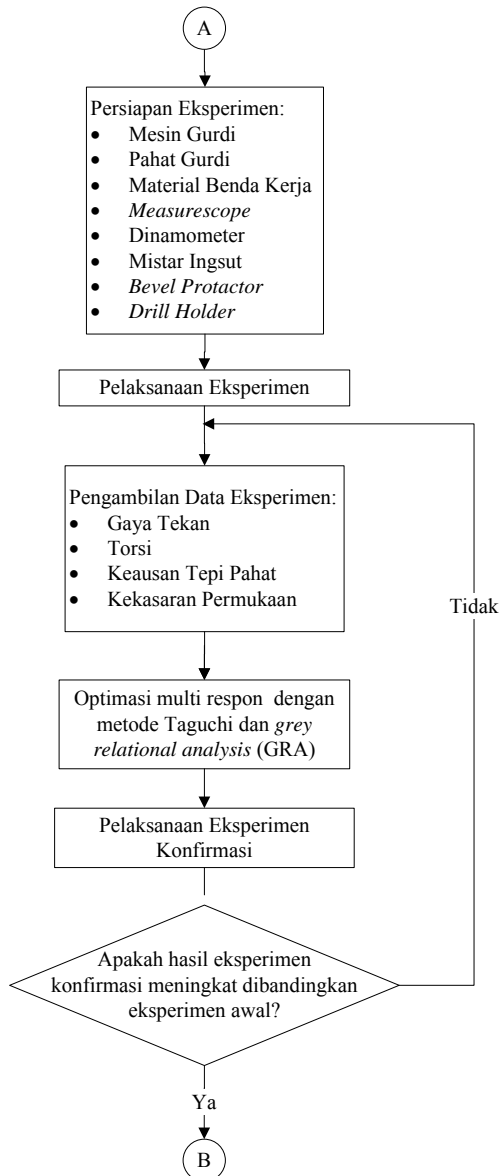 A
Persiapan Eksperimen:
• Mesin Gurdi
• Pahat Gurdi
• Material Benda Kerja
• Measurescope
• Dinamometer
• Mistar Ingsut
• Bevel Protactor
• Drill Holder
Pelaksanaan Eksperimen
Pengambilan Data Eksperimen:
• Gaya Tekan
• Torsi
• Keausan Tepi Pahat
• Kekasaran Permukaan
Tidak
Optimasi multi respon dengan
metode Taguchi dan grey
relational analysis (GRA)
Pelaksanaan Eksperimen
Konfirmasi
Apakah hasil eksperimen
konfirmasi meningkat dibandingkan
eksperimen awal?
Ya
B